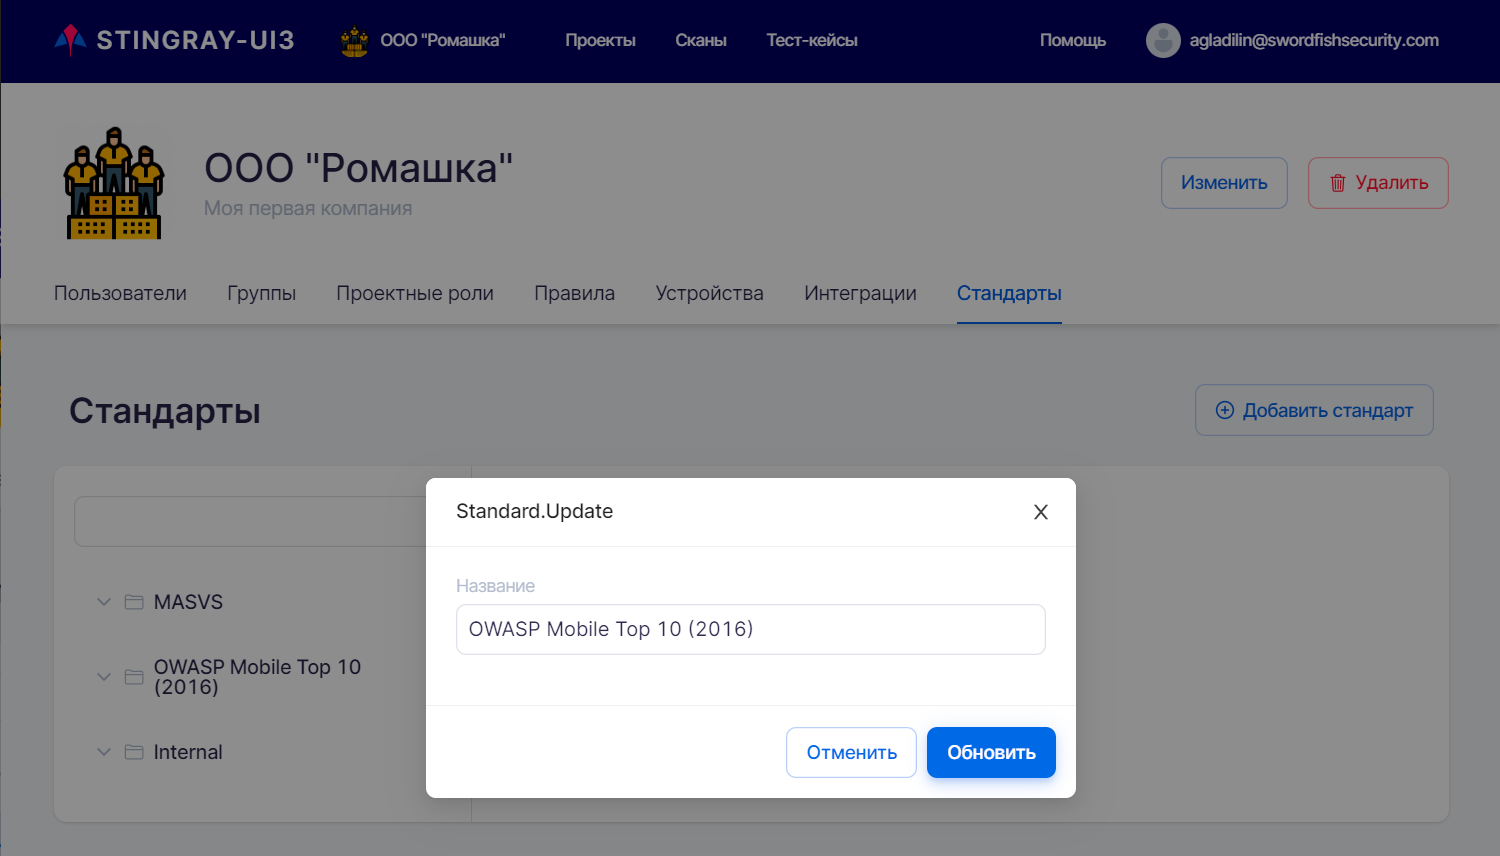 STINGRAY-UI3
ООО "Ромашка"
Проекты
Сканы
Тест-кейсы
Помощь
agladilin@swordfishsecurity.com
ООО "Ромашка"
Моя первая компания
Изменить
Удалить
Пользователи
Группы
Проектные роли
Правила
Устройства
Интеграции
Стандарты
Стандарты
Добавить стандарт
MASVS
OWASP Mobile Top 10
(2016)
Internal
Standard.Update
Название
OWASP Mobile Top 10 (2016)
Отменить
Обновить